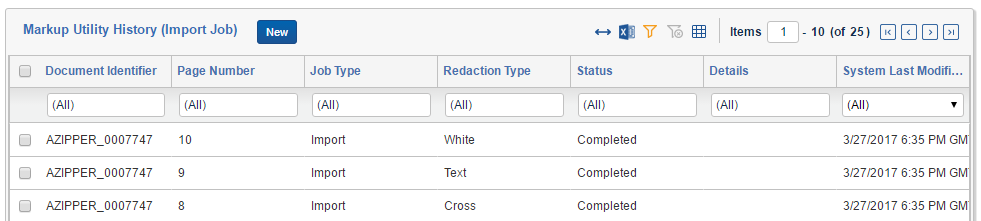 Markup Utility History (Import Job) New Items 1 - 10 (of 25)
Document Identifier Page Number Job Type Redaction Type Status Details System Last Modifi...
(All) (All) (All) (All) (All) (All) (All)
AZIPPER_0007747 10 Import White Completed 3/27/2017 6:35 PM GM
AZIPPER_0007747 9 Import Text Completed 3/27/2017 6:35 PM GM
AZIPPER_0007747 8 Import Cross Completed 3/27/2017 6:35 PM GM